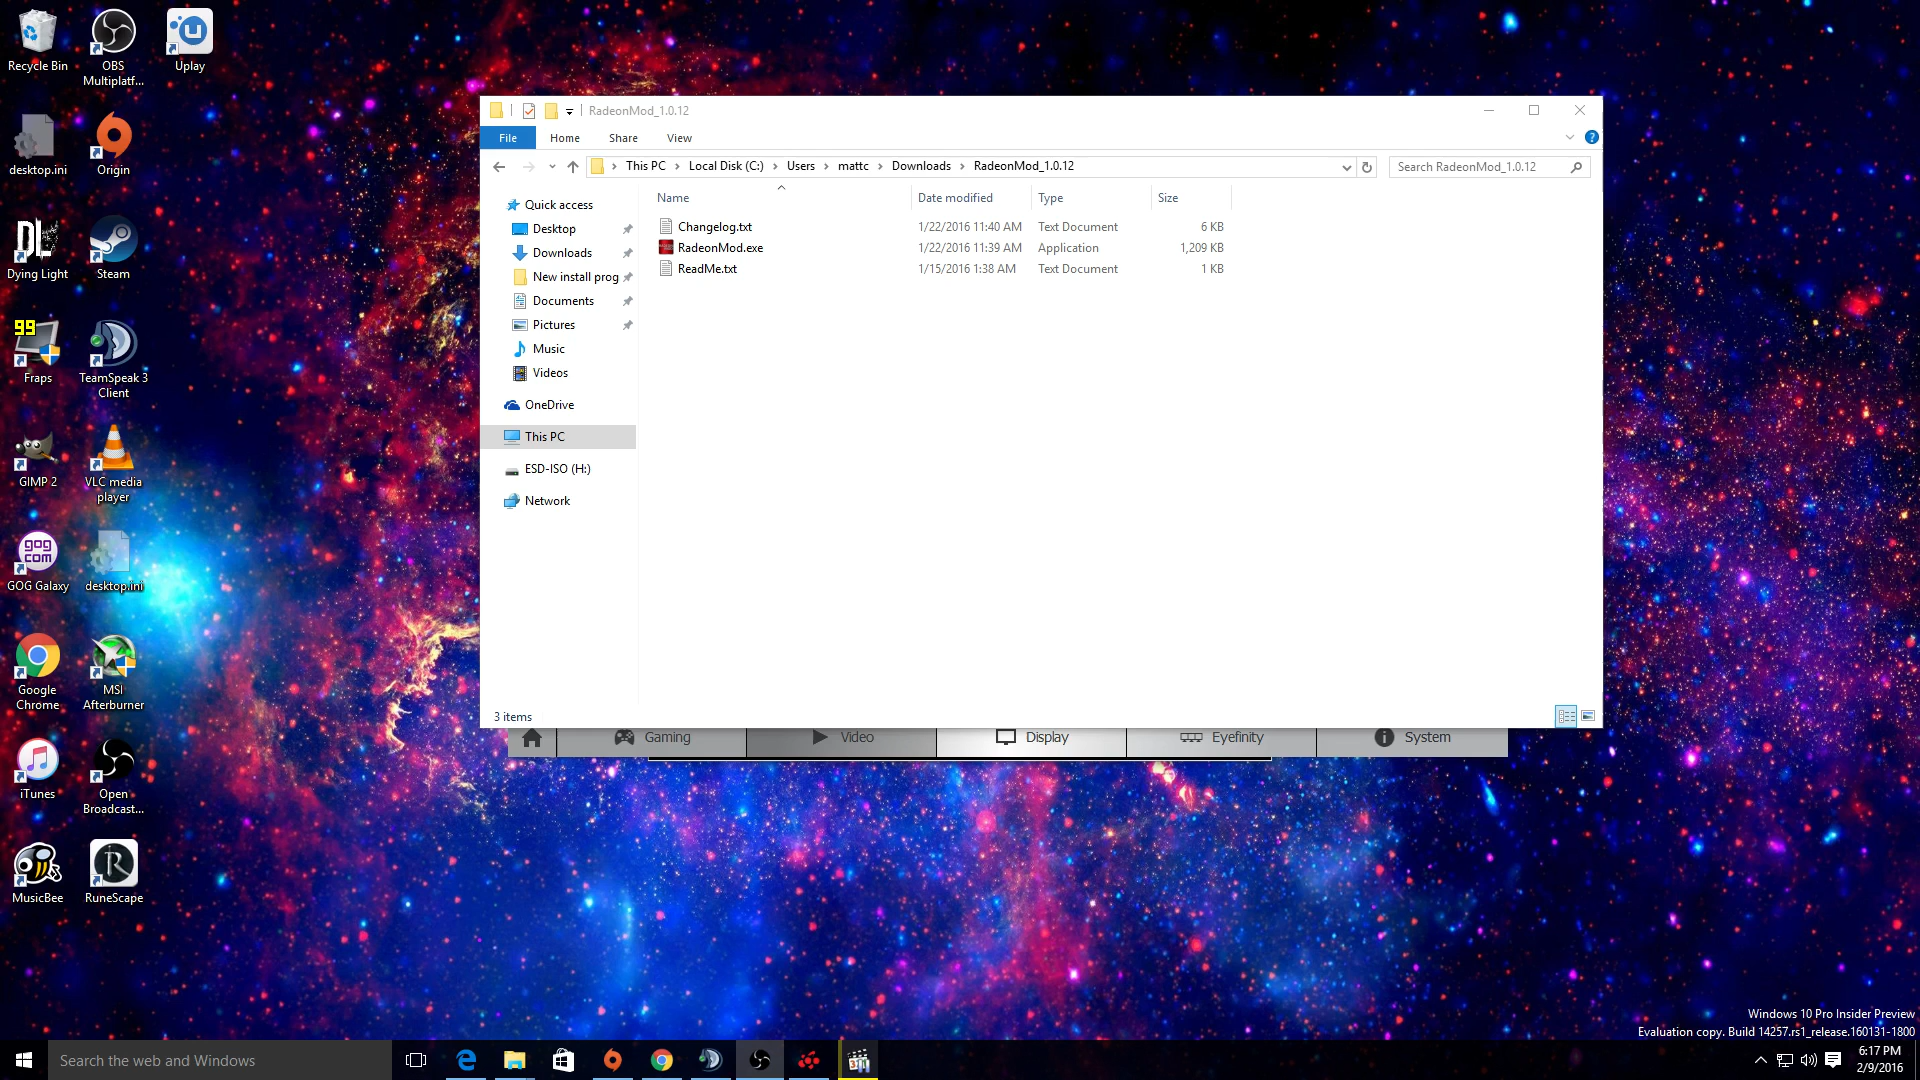 Recycle Bin
OBS
Multiplatf...
Uplay
desktop.ini
Origin
DL
Dying Light
Steam
99
Fraps
TeamSpeak 3
Client
GIMP 2
VLC media
player
gog
com
GOG Galaxy
desktop.ini
Google
Chrome
MSI
Afterburner
iTunes
Open
Broadcast...
MusicBee
R
RuneScape
RadeonMod_1.0.12
File
Home
Share
View
This PC > Local Disk (C:) > Users > mattc > Downloads > RadeonMod_1.0.12
Search RadeonMod_1.0.12
Quick access
Desktop
Downloads
New install prog
Documents
Pictures
Music
Videos
OneDrive
This PC
ESD-ISO (H:)
Network
Name Date modified Type Size
Changelog.txt 1/22/2016 11:40 AM Text Document 6 KB
RadeonMod.exe 1/22/2016 11:39 AM Application 1,209 KB
ReadMe.txt 1/15/2016 1:38 AM Text Document 1 KB
3 items
Gaming
Video
Display
Eyefinity
System
Windows 10 Pro Insider Preview
Evaluation copy. Build 14257.rs1_release.160131-1800
Search the web and Windows
6:17 PM
2/9/2016